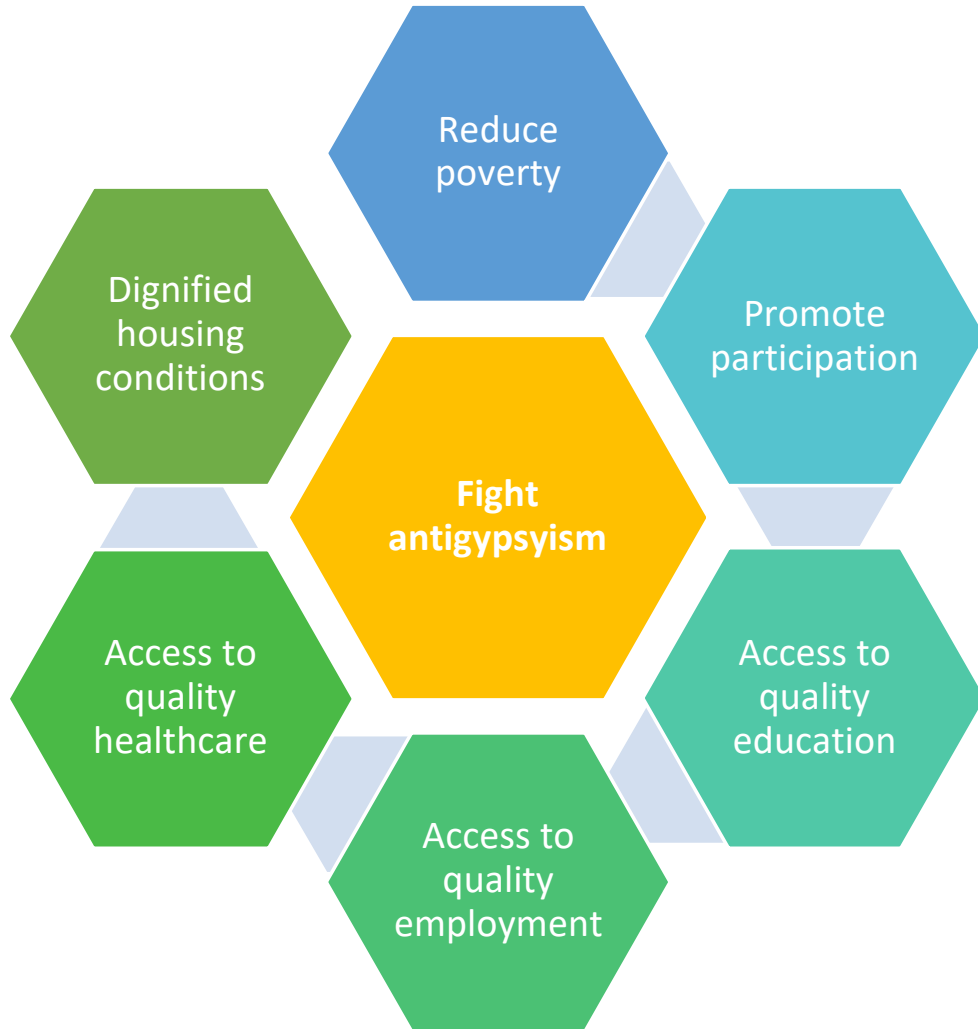 Reduce
poverty
Promote
participation
Access to
quality
education
Access to
quality
employment
Access to
quality
healthcare
Dignified
housing
conditions
Fight
antigypsyism